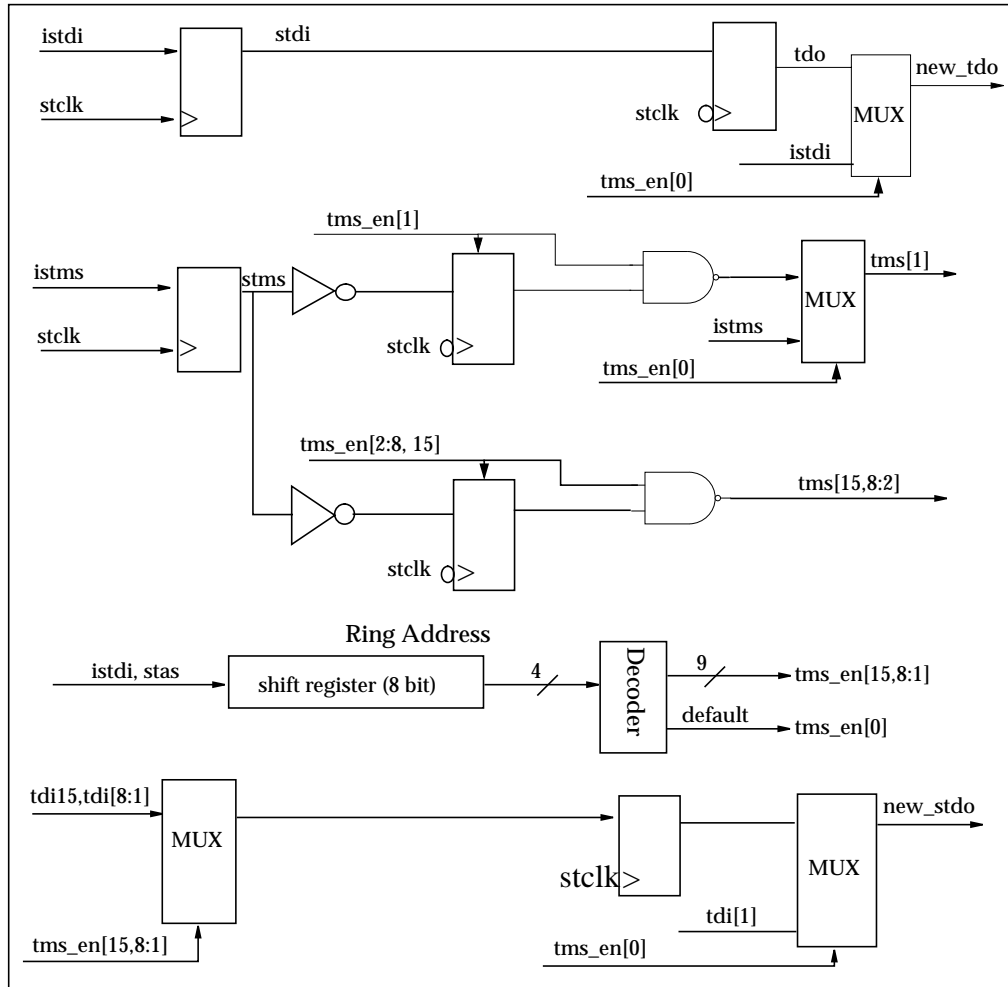 istdi
stdi
stclk
stclk
tdo
new_tdo
MUX
istdi
tms_en[0]
tms_en[1]
istms
stms
stclk
stclk
MUX
tms[1]
istms
tms_en[0]
tms_en[2:8, 15]
stclk
tms[15,8:2]
Ring Address
istdi, stas
shift register (8 bit)
4
Decoder
9
tms_en[15,8:1]
default
tms_en[0]
tdi15,tdi[8:1]
MUX
tms_en[15,8:1]
stclk
MUX
new_stdo
tdi[1]
tms_en[0]